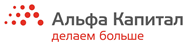 Альфа Капитал
делаем больше